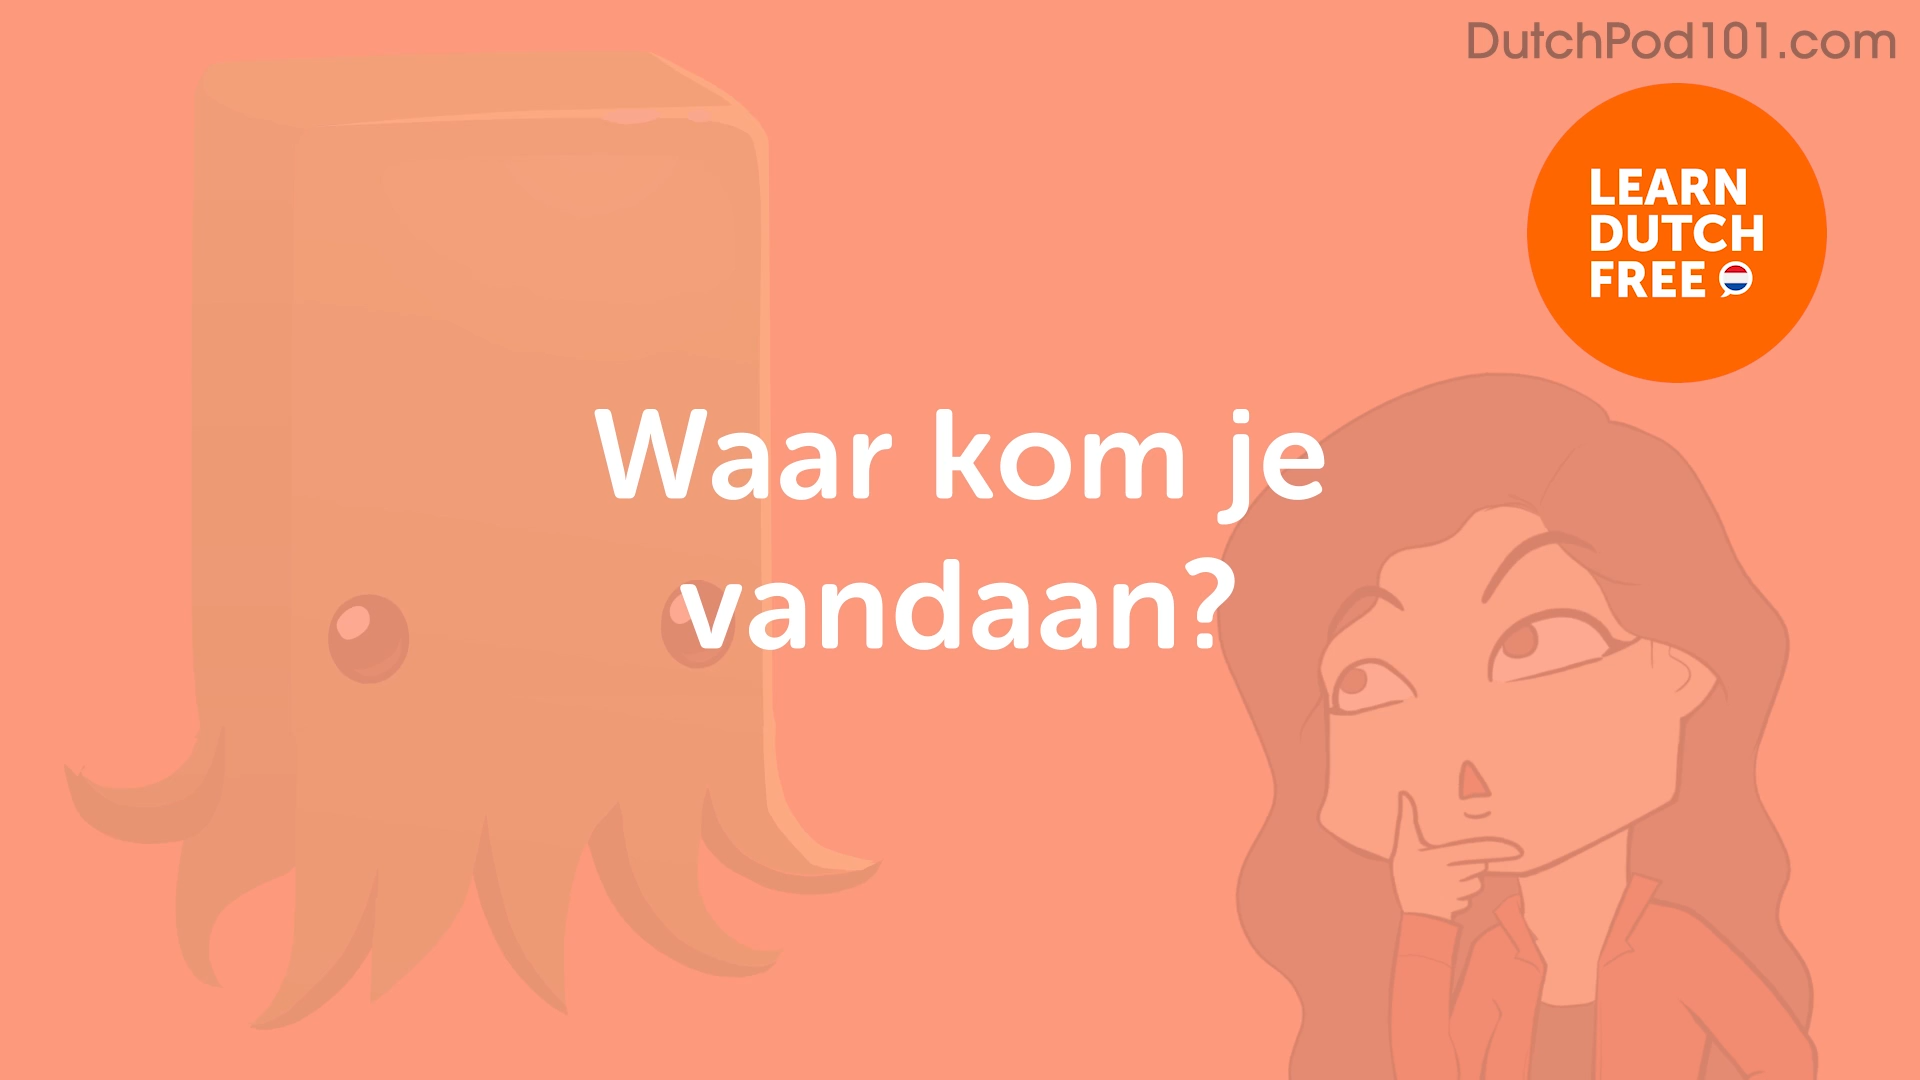 DutchPod101.com
LEARN
DUTCH
FREE
Waar kom je
vandaan?